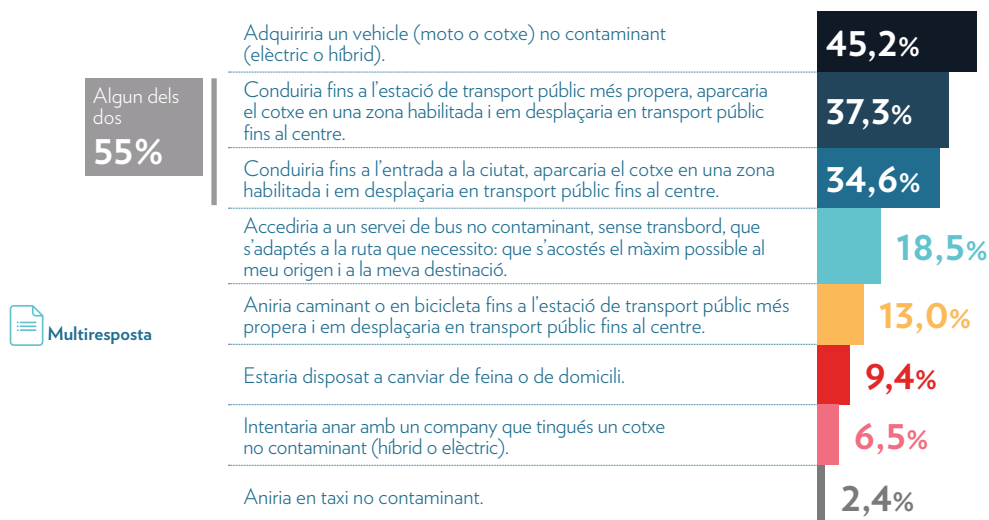 Adquiriria un vehicle (moto o cotxe) no contaminant
(elèctric o híbrid).
45,2%
Algun dels
dos
55%
Conduiria fins a l’estació de transport públic més propera, aparcaria
el cotxe en una zona habilitada i em desplaçaria en transport públic
fins al centre.
37,3%
Conduiria fins a l’entrada a la ciutat, aparcaria el cotxe en una zona
habilitada i em desplaçaria en transport públic fins al centre.
34,6%
Accediria a un servei de bus no contaminant, sense transbord, que
s’adaptés a la ruta que necessito: que s’acostés el màxim possible al
meu origen i a la meva destinació.
18,5%
Aniria caminant o en bicicleta fins a l’estació de transport públic més
propera i em desplaçaria en transport públic fins al centre.
13,0%
Multiresposta
Estaria disposat a canviar de feina o de domicili.
9,4%
Intentaria anar amb un company que tingués un cotxe
no contaminant (híbrid o elèctric).
6,5%
Aniria en taxi no contaminant.
2,4%